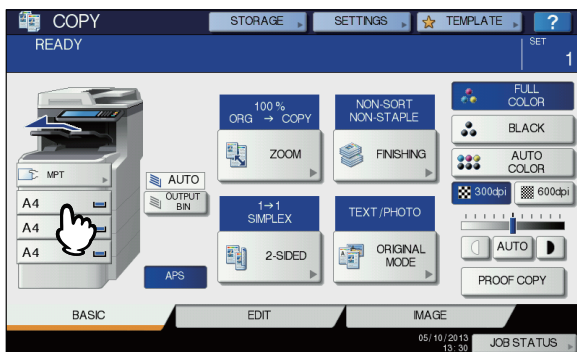 COPY
STORAGE
SETTINGS
TEMPLATE
?
READY
SET
1
MPT
A4
A4
A4
AUTO
OUTPUT
BIN
APS
100 %
ORG → COPY
ZOOM
NON-SORT
NON-STAPLE
FINISHING
1→1
SIMPLEX
2-SIDED
TEXT/PHOTO
ORIGINAL
MODE
FULL
COLOR
BLACK
AUTO
COLOR
300dpi
600dpi
AUTO
PROOF COPY
BASIC
EDIT
IMAGE
05/10/2013
13:30
JOB STATUS